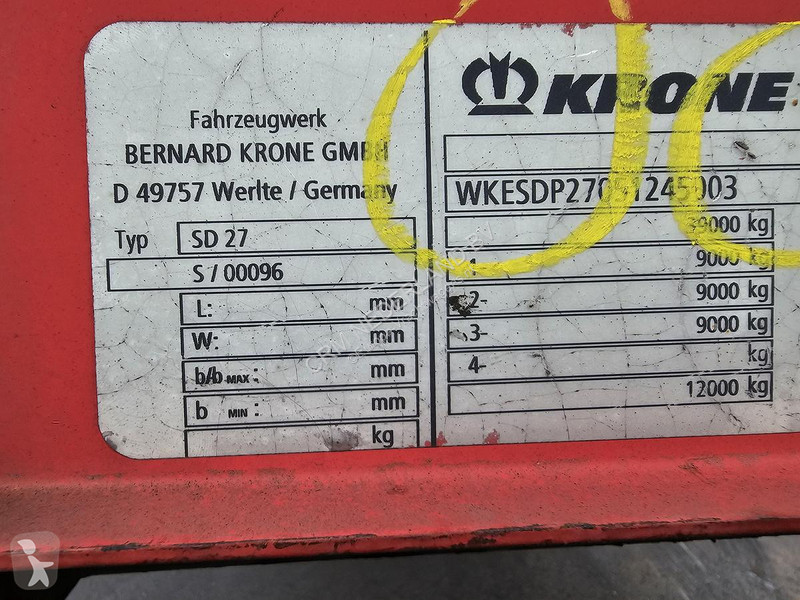 Fahrzeugwerk
BERNARD KRONE GMBH
D 49757 Werlte / Germany
Typ SD 27
S / 00096
L: mm
W: mm
b/b MAX : mm
b MIN : mm
kg
KRONE
39000 kg
1- 9000 kg
2- 9000 kg
3- 9000 kg
4- kg
12000 kg